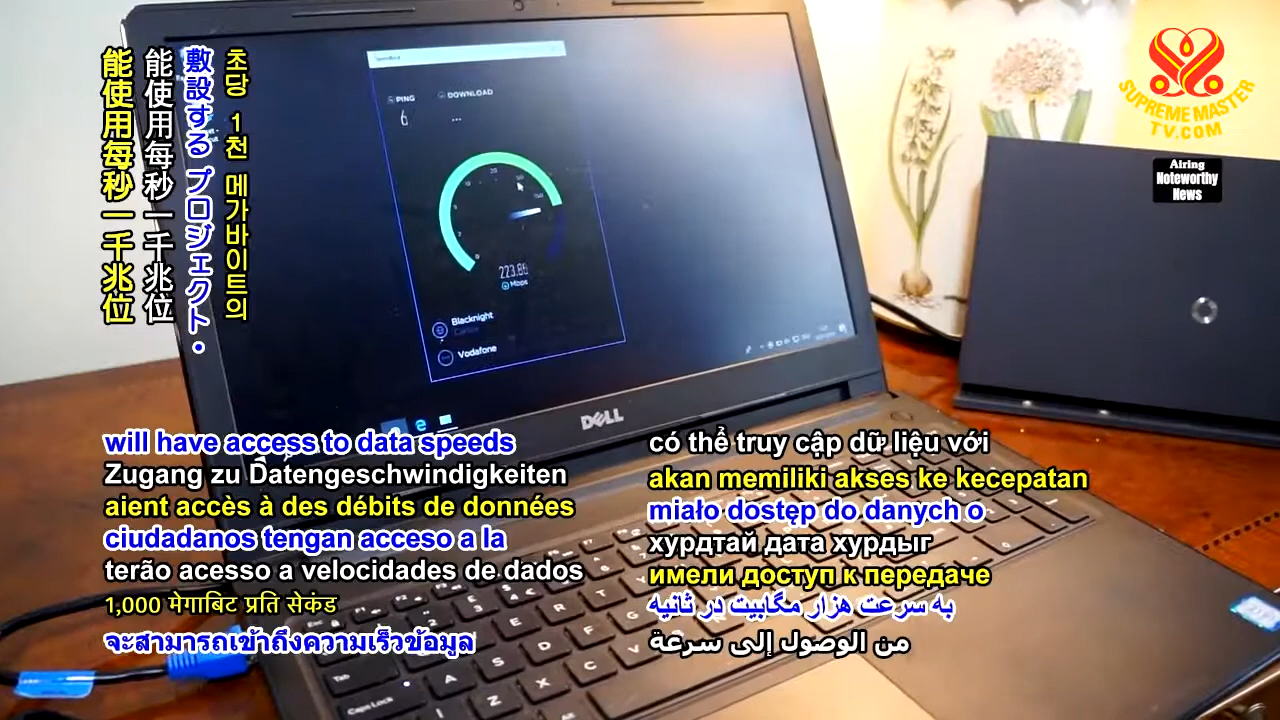 能使用每秒一千兆位
能使用每秒一千兆位
敷設する プロジェクト・
초당 1천 메가바이트의
SUPREME MASTER
TV.COM
Airing
Noteworthy
News
PING
DOWNLOAD
6
...
223.86
Mbps
Blacknight
Vodafone
DELL
will have access to data speeds
Zugang zu Datengeschwindigkeiten
aient accès à des débits de données
ciudadanos tengan acceso a la
terão acesso a velocidades de dados
1,000 मेगाबिट प्रति सेकंड
จะสามารถเข้าถึงความเร็วข้อมูล
có thể truy cập dữ liệu với
akan memiliki akses ke kecepatan
miało dostęp do danych o
хурдтай дата хурдыг
имели доступ к передаче
به سرعت هزار مگابیت در ثانیه
من الوصول إلى سرعة
Tab
Caps Lock